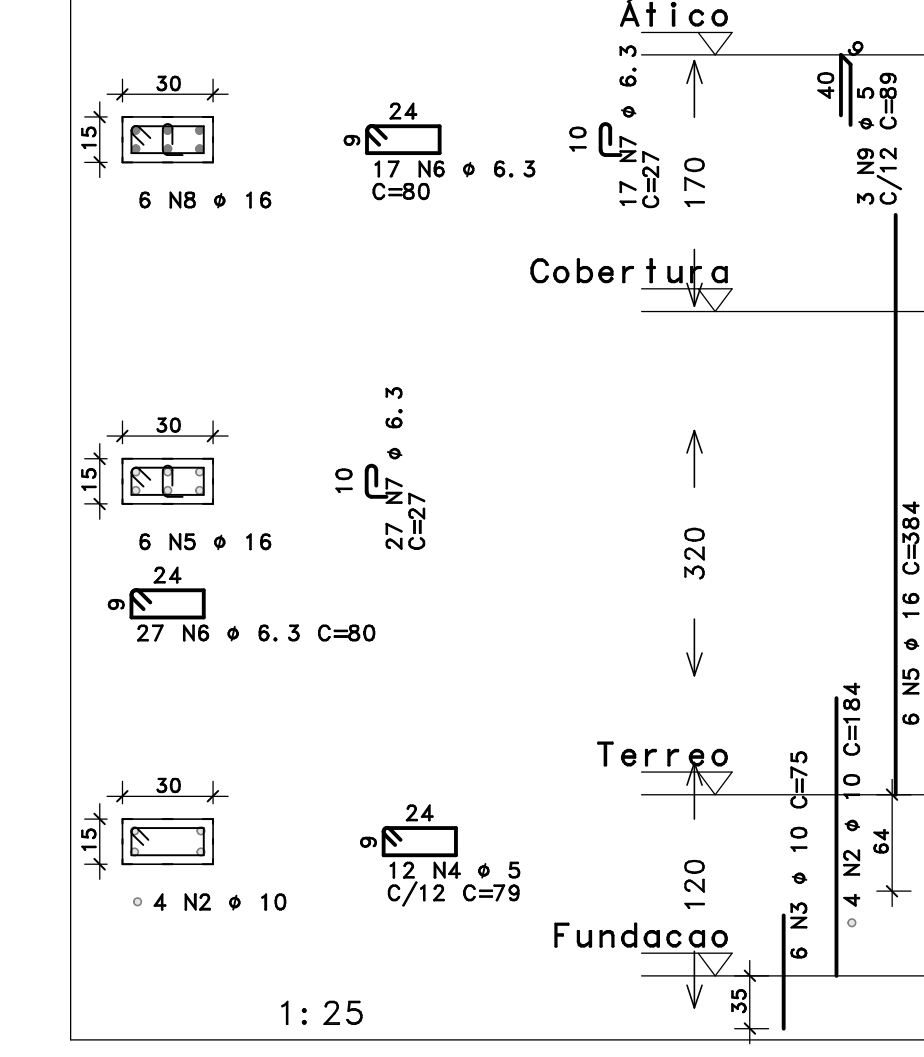 Ático
30
15
6 N8 ø 16
24
9
17 N6 ø 6.3
C=80
10
17 N7 ø 6.3
C=27
170
40
6
3 N9 ø 5
C/12 C=89
Cobertura
30
15
6 N5 ø 16
10
27 N7 ø 6.3
C=27
24
9
27 N6 ø 6.3 C=80
320
6 N5 ø 16 C=384
Terreo
30
15
4 N2 ø 10
24
9
12 N4 ø 5
C/12 C=79
120
6 N3 ø 10 C=75
4 N2 ø 10 C=184
64
Fundacao
35
1:25